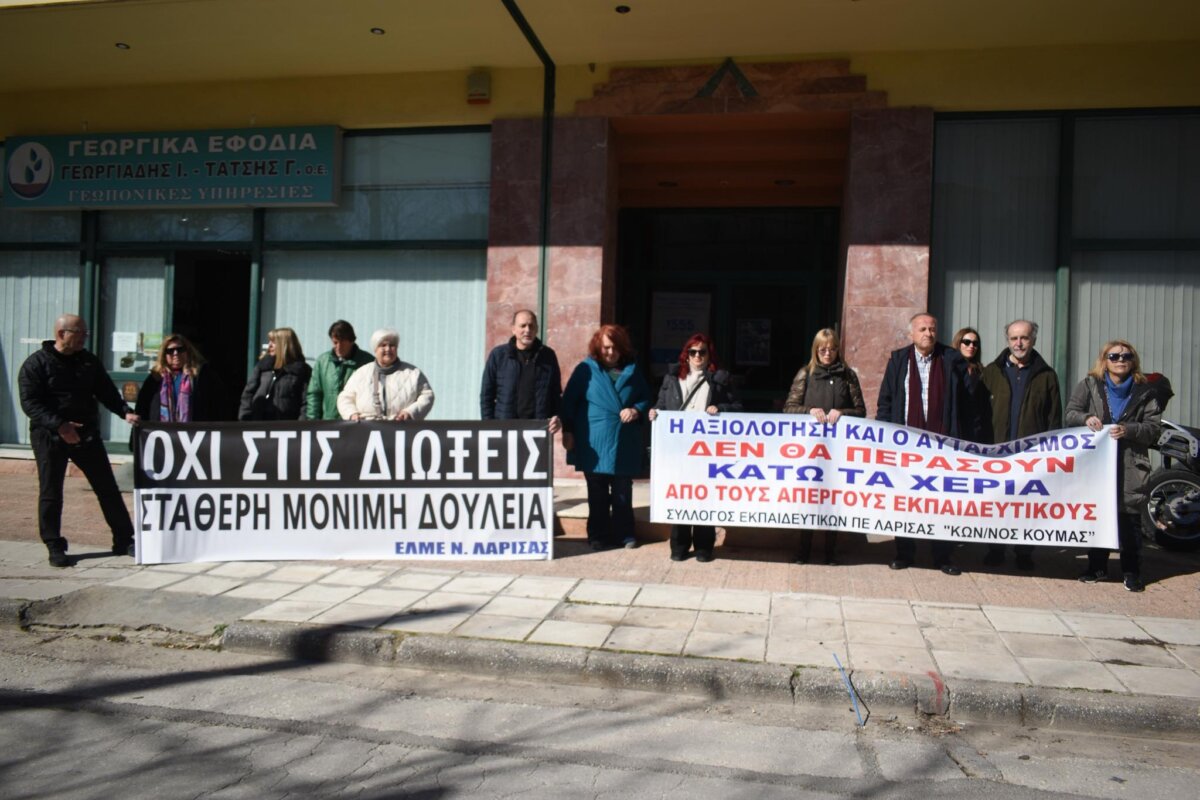 ΓΕΩΡΓΙΚΑ ΕΦΟΔΙΑ
ΓΕΩΡΓΙΑΔΗΣ Ι. - ΤΑΤΣΗΣ Γ. Ο.Ε.
ΓΕΩΠΟΝΙΚΕΣ ΥΠΗΡΕΣΙΕΣ
ΟΧΙ ΣΤΙΣ ΔΙΩΞΕΙΣ
ΣΤΑΘΕΡΗ ΜΟΝΙΜΗ ΔΟΥΛΕΙΑ
ΕΛΜΕ Ν. ΛΑΡΙΣΑΣ
Η ΑΞΙΟΛΟΓΗΣΗ ΚΑΙ Ο ΑΥΤΑΡΧΙΣΜΟΣ
ΔΕΝ ΘΑ ΠΕΡΑΣΟΥΝ
ΚΑΤΩ ΤΑ ΧΕΡΙΑ
ΑΠΟ ΤΟΥΣ ΑΠΕΡΓΟΥΣ ΕΚΠΑΙΔΕΥΤΙΚΟΥΣ
ΣΥΛΛΟΓΟΣ ΕΚΠΑΙΔΕΥΤΙΚΩΝ ΠΕ ΛΑΡΙΣΑΣ "ΚΩΝ/ΝΟΣ ΚΟΥΜΑΣ"
1555